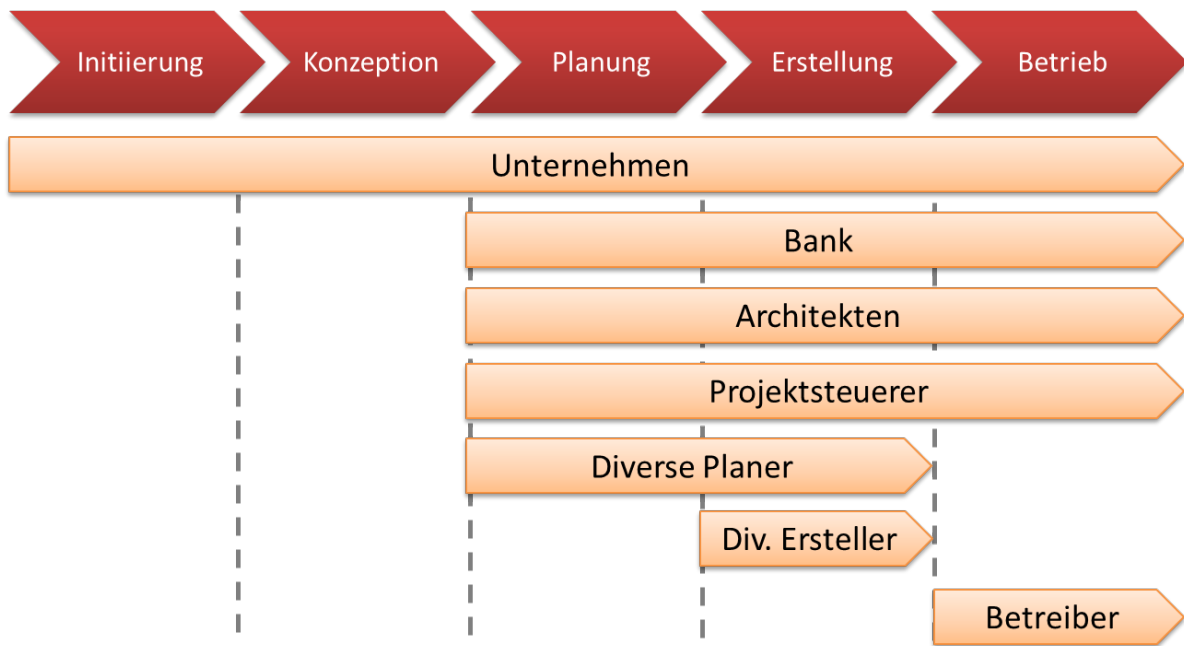 Initiierung
Konzeption
Planung
Erstellung
Betrieb
Unternehmen
Bank
Architekten
Projektsteuerer
Diverse Planer
Div. Ersteller
Betreiber